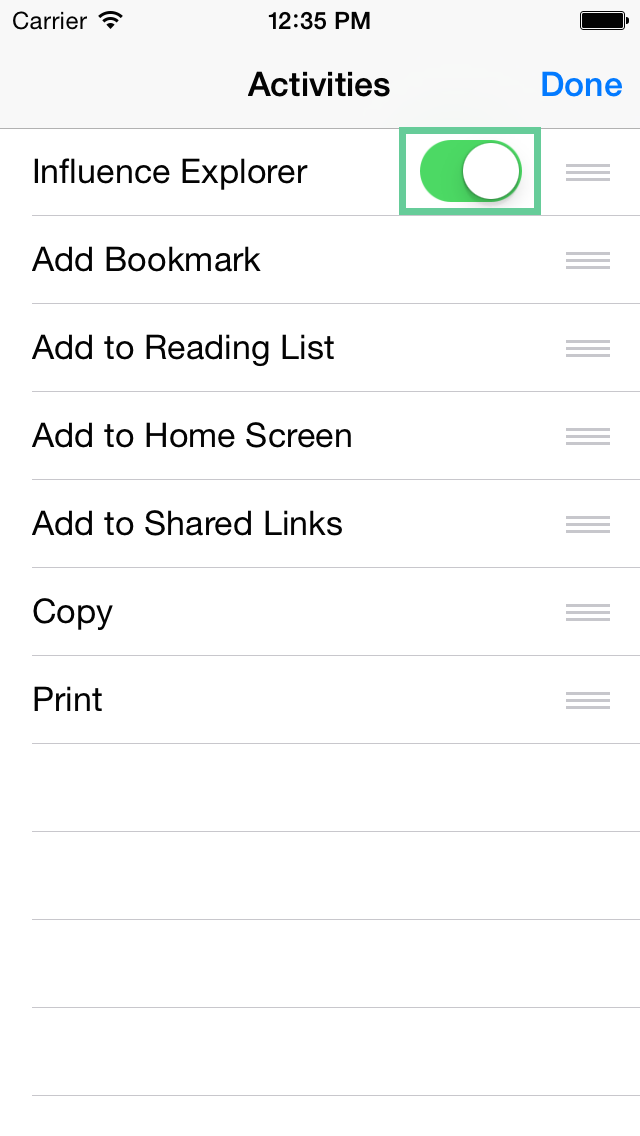 Carrier 12:35 PM
Activities Done
Influence Explorer
Add Bookmark
Add to Reading List
Add to Home Screen
Add to Shared Links
Copy
Print